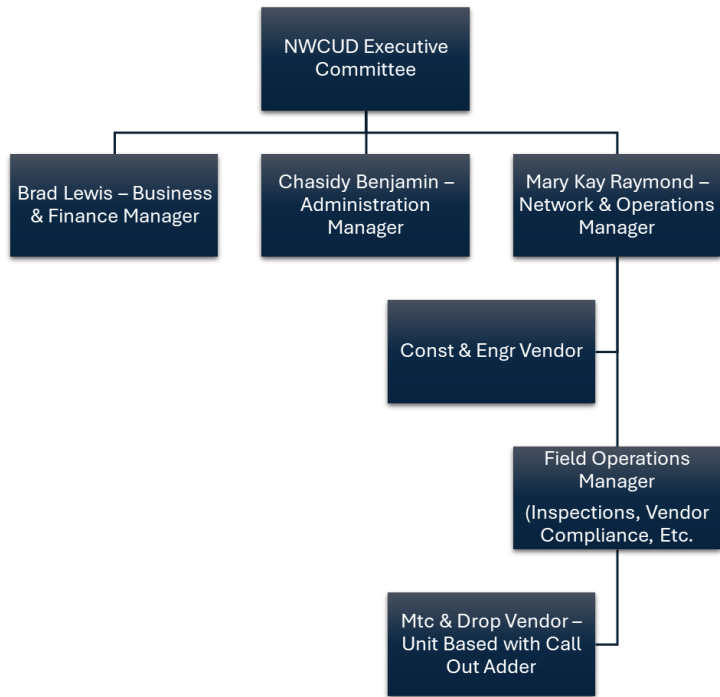 NWCUD Executive
Committee
Brad Lewis – Business
& Finance Manager
Chasidy Benjamin –
Administration
Manager
Mary Kay Raymond –
Network & Operations
Manager
Const & Engr Vendor
Field Operations
Manager
(Inspections, Vendor
Compliance, Etc.
Mtc & Drop Vendor –
Unit Based with Call
Out Adder